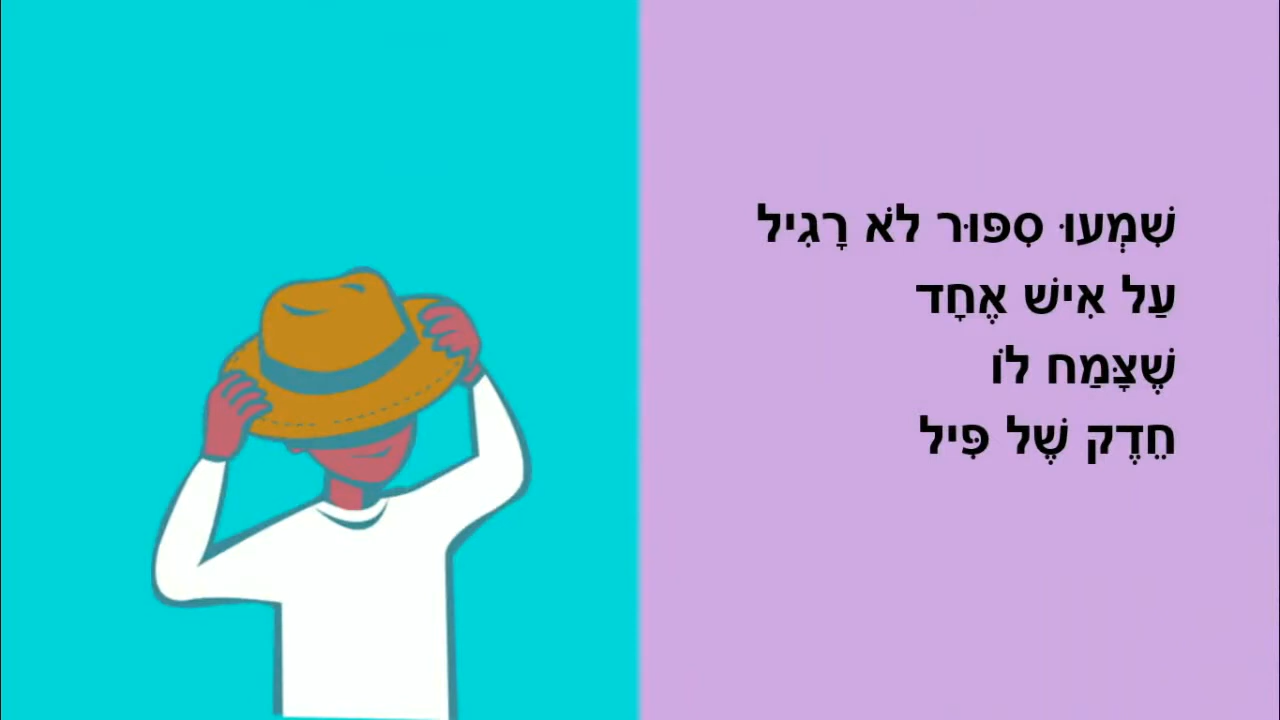 שִׁמְעוּ סִפּוּר לֹא רָגִיל
עַל אִישׁ אֶחָד
שֶׁצָּמַח לוֹ
חֵדֶק שֶׁל פִּיל